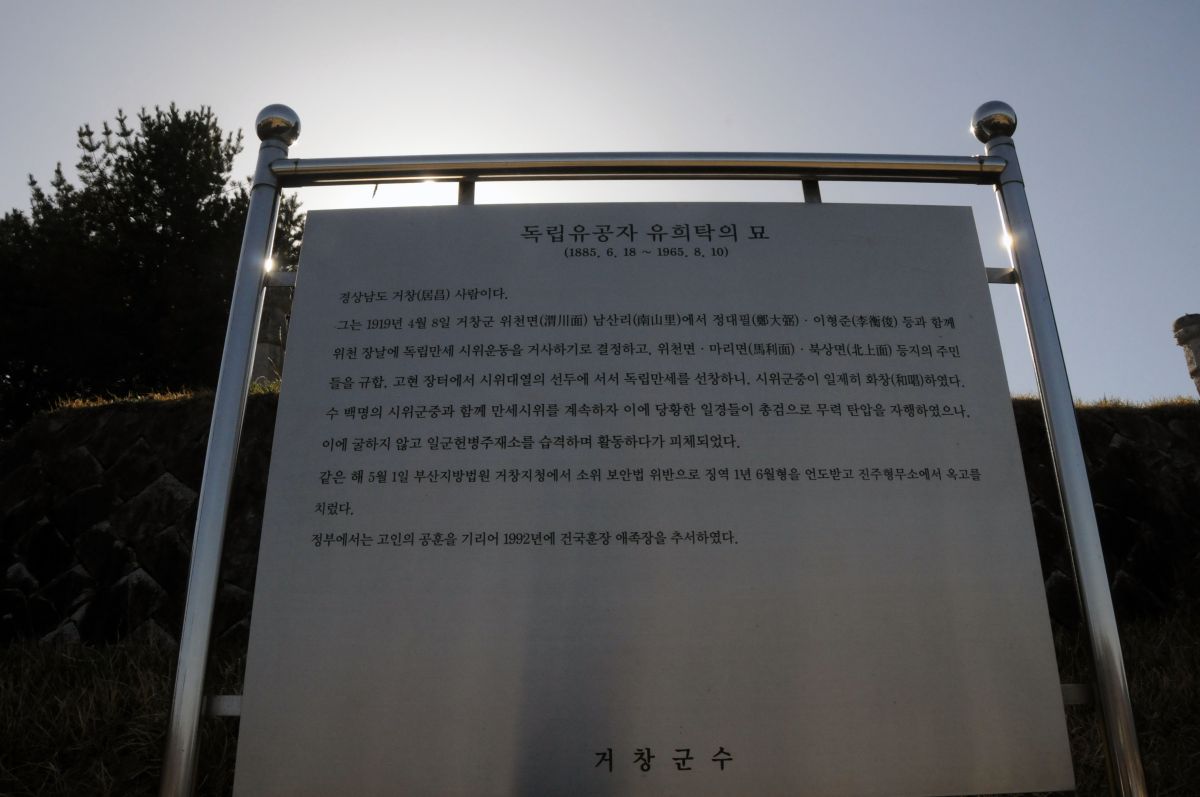 독립유공자 유희탁의 묘
(1885. 6. 18 ~ 1965. 8. 10)
경상남도 거창(居昌) 사람이다.
그는 1919년 4월 8일 거창군 위천면(渭川面) 남산리(南山里)에서 정대필(鄭大弼) · 이형준(李衡俊) 등과 함께
위천 장날에 독립만세 시위운동을 거사하기로 결정하고, 위천면 · 마리면(馬利面) · 북상면(北上面) 등지의 주민
들을 규합, 고현 장터에서 시위대열의 선두에 서서 독립만세를 선창하니, 시위군중이 일제히 화창(和唱)하였다.
수 백명의 시위군중과 함께 만세시위를 계속하자 이에 당황한 일경들이 총검으로 무력 탄압을 자행하였으나,
이에 굴하지 않고 일군헌병주재소를 습격하며 활동하다가 피체되었다.
같은 해 5월 1일 부산지방법원 거창지청에서 소위 보안법 위반으로 징역 1년 6월형을 언도받고 진주형무소에서 옥고를
치렀다.
정부에서는 고인의 공훈을 기리어 1992년에 건국훈장 애족장을 추서하였다.
거 창 군 수